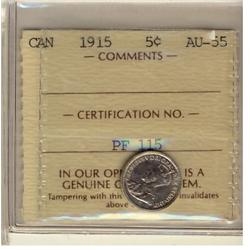 CAN 1915 5¢ AU-55
— COMMENTS —
— CERTIFICATION NO. —
PF 115
IN OUR OP IS A
GENUINE C EM.
Tampering with this invalidates
above